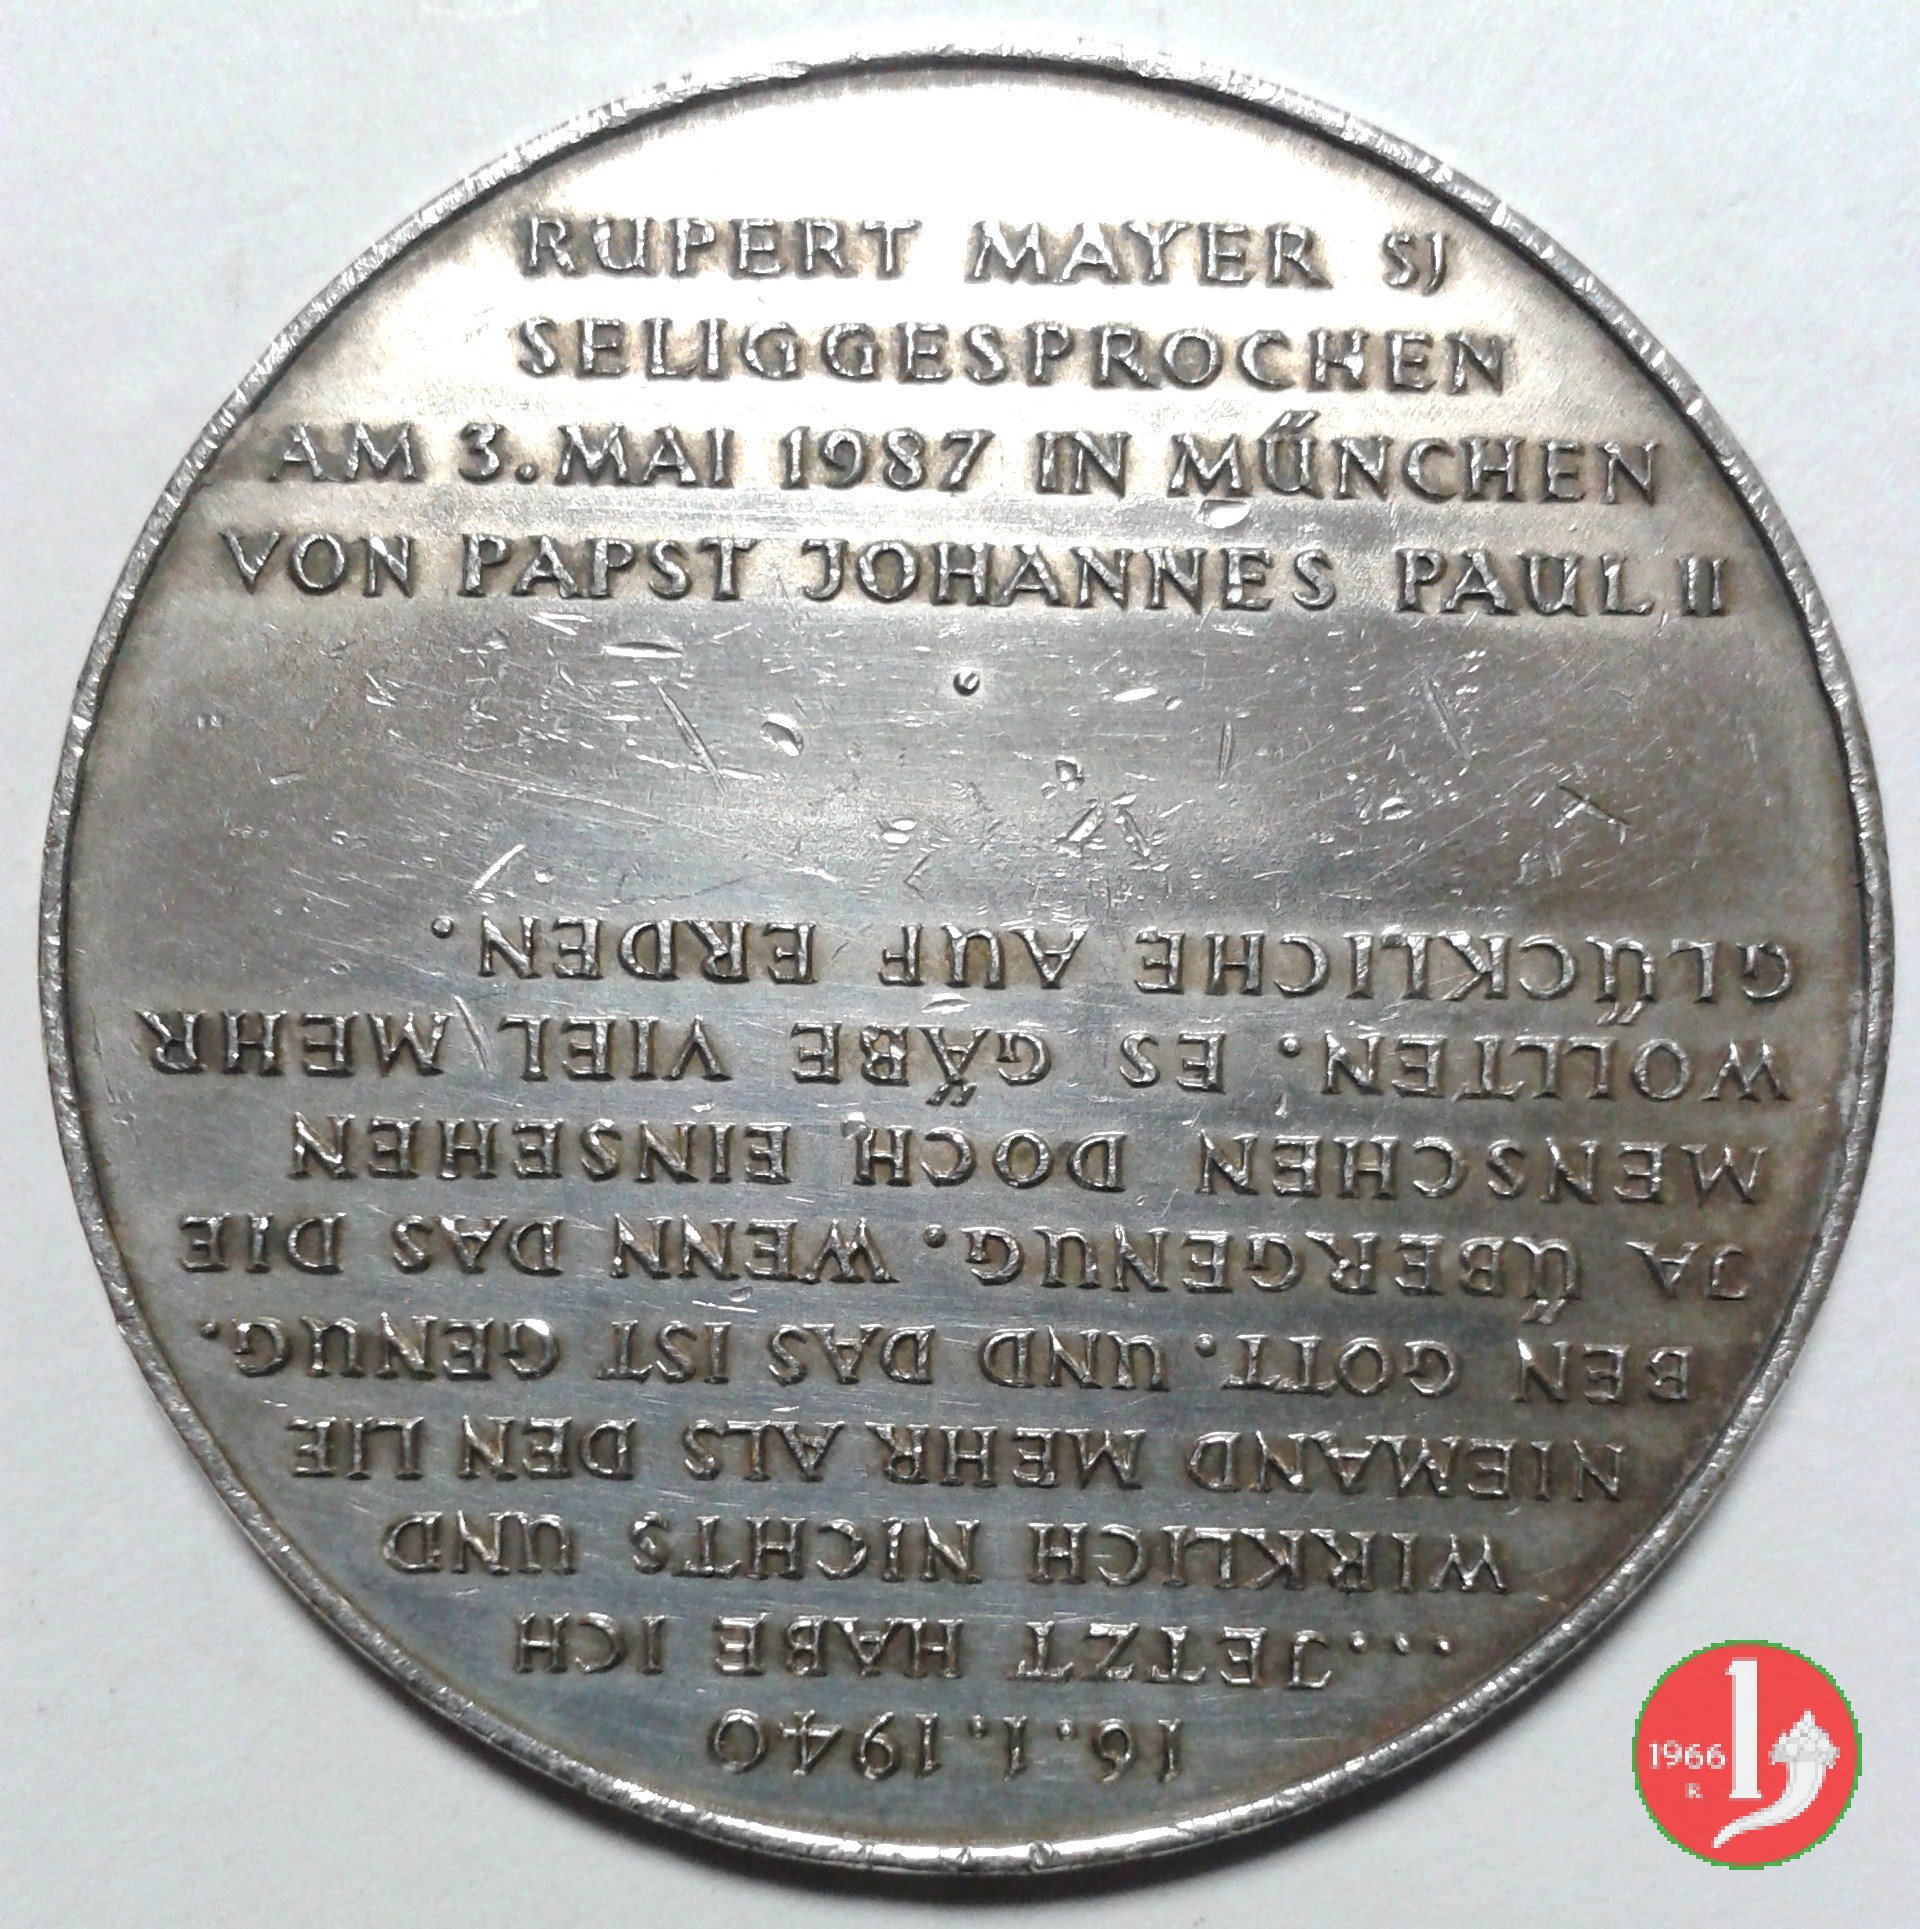 RUPERT MAYER SJ
SELIGGESPROCHEN
AM 3. MAI 1987 IN MÜNCHEN
VON PAPST JOHANNES PAUL II
16.1.1940
...JETZT HABE ICH
WIRKLICH NICHTS UND
NIEMAND MEHR ALS DEN LIE
BEN GOTT. UND DAS IST GENUG.
JA ÜBERGENUG. WENN DAS DIE
MENSCHEN DOCH EINSEHEN
WOLLTEN. ES GÄBE VIEL MEHR
GLÜCKLICHE AUF ERDEN.
1966
R